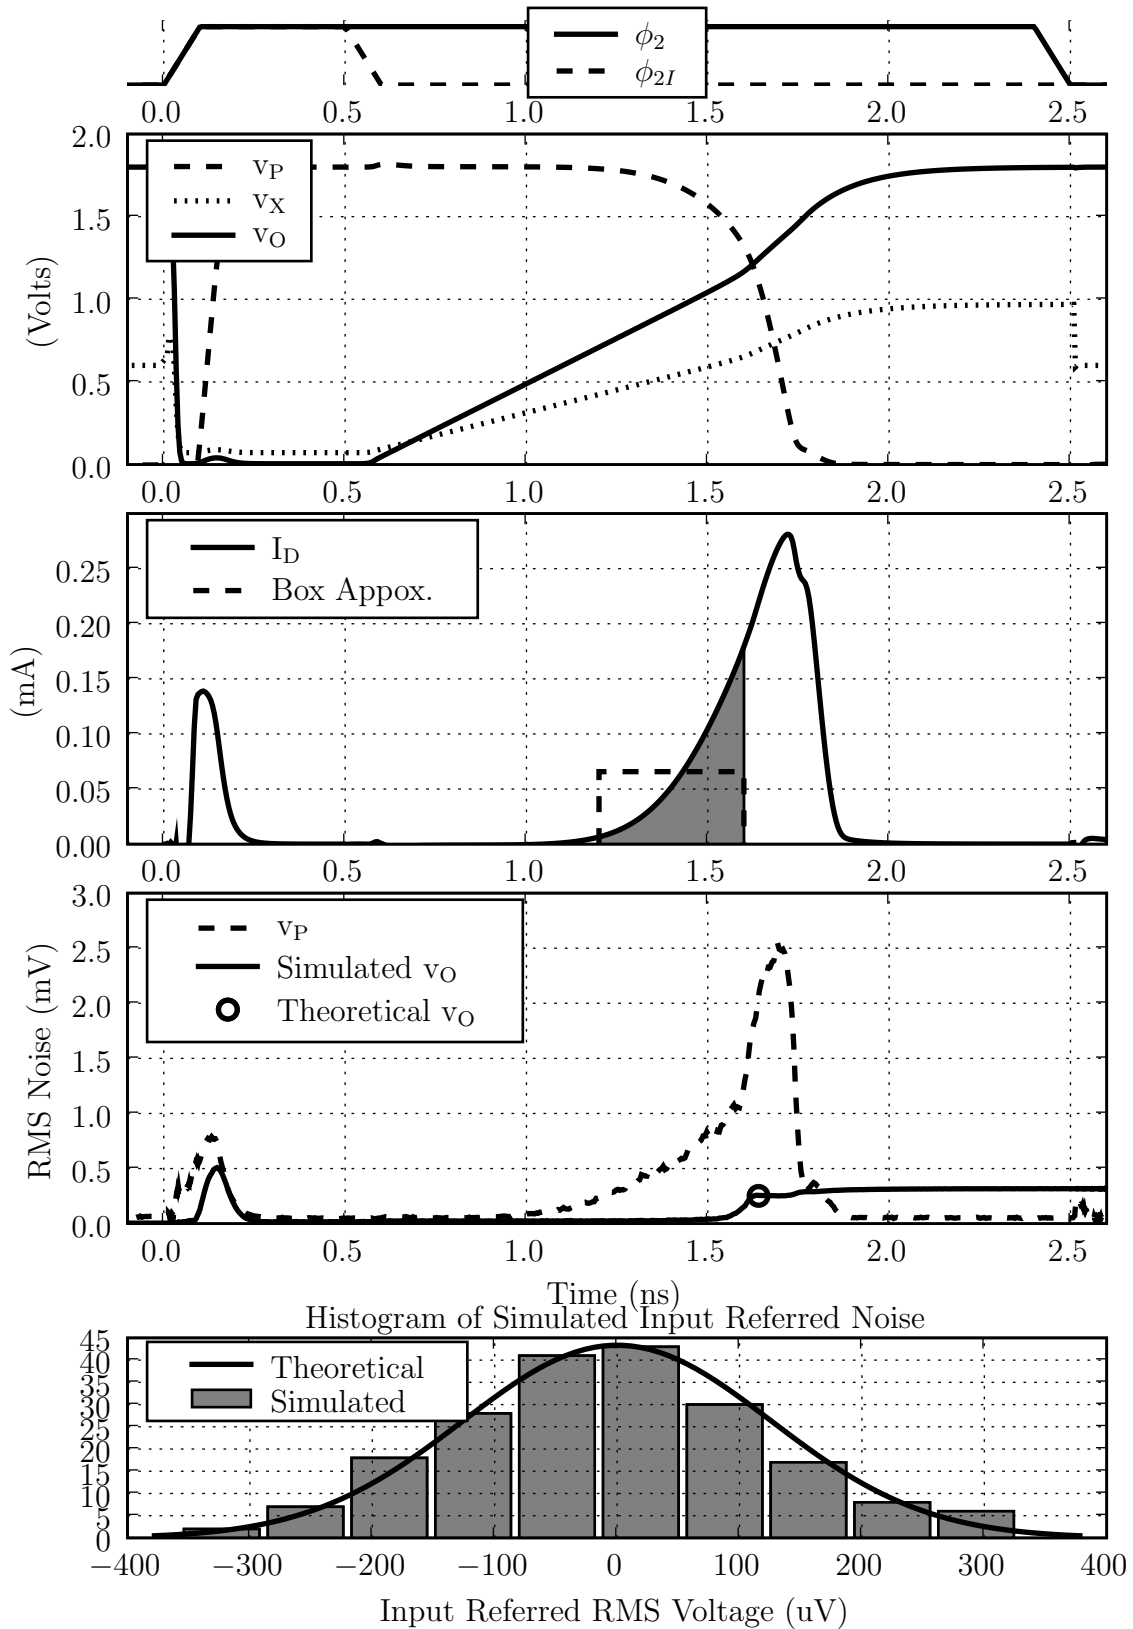 ϕ2
ϕ2I
0.0 0.5 1.0 1.5 2.0 2.5
2.0
1.5
1.0
0.5
0.0
(Volts)
vP
vX
vO
0.0 0.5 1.0 1.5 2.0 2.5
0.25
0.20
0.15
0.10
0.05
0.00
(mA)
ID
Box Appox.
0.0 0.5 1.0 1.5 2.0 2.5
3.0
2.5
2.0
1.5
1.0
0.5
0.0
RMS Noise (mV)
vP
Simulated vO
Theoretical vO
0.0 0.5 1.0 1.5 2.0 2.5
Time (ns)
Histogram of Simulated Input Referred Noise
45
40
35
30
25
20
15
10
5
0
Theoretical
Simulated
−400 −300 −200 −100 0 100 200 300 400
Input Referred RMS Voltage (uV)